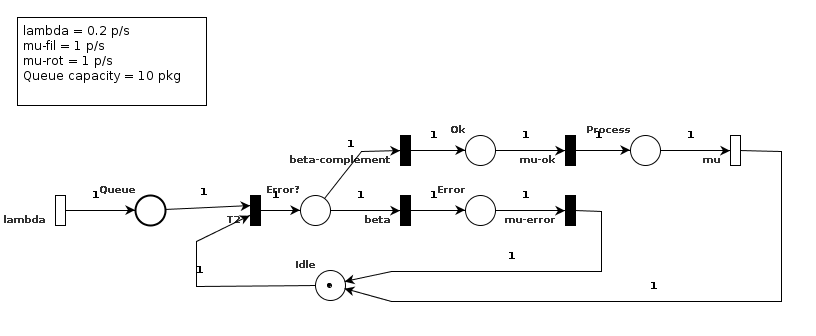 lambda = 0.2 p/s
mu-fil = 1 p/s
mu-rot = 1 p/s
Queue capacity = 10 pkg
1 Ok 1 1 Process 1
beta-complement mu-ok mu
1 Queue 1 Error? 1 1 1 Error 1
lambda T2? beta mu-error
1 Idle 1
1